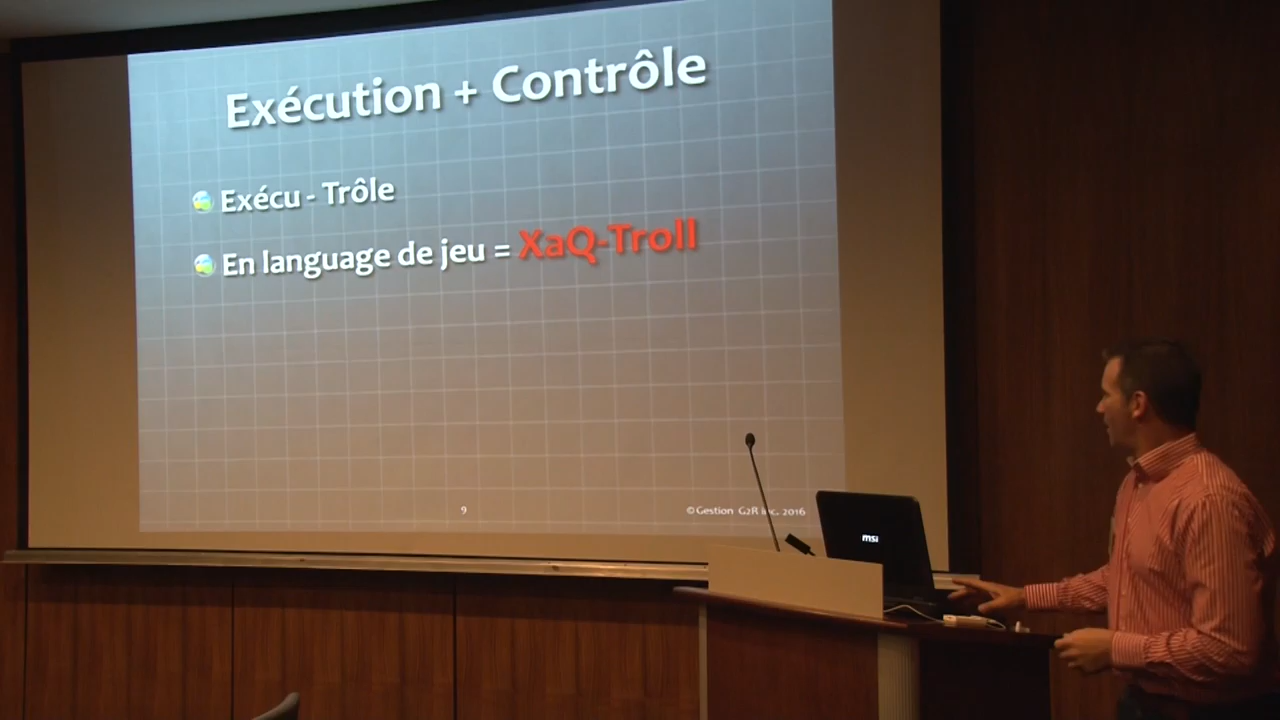 Exécution + Contrôle
Exécu - Trôle
En language de jeu = XaQ-Troll
9
©Gestion G2R inc. 2016
msi